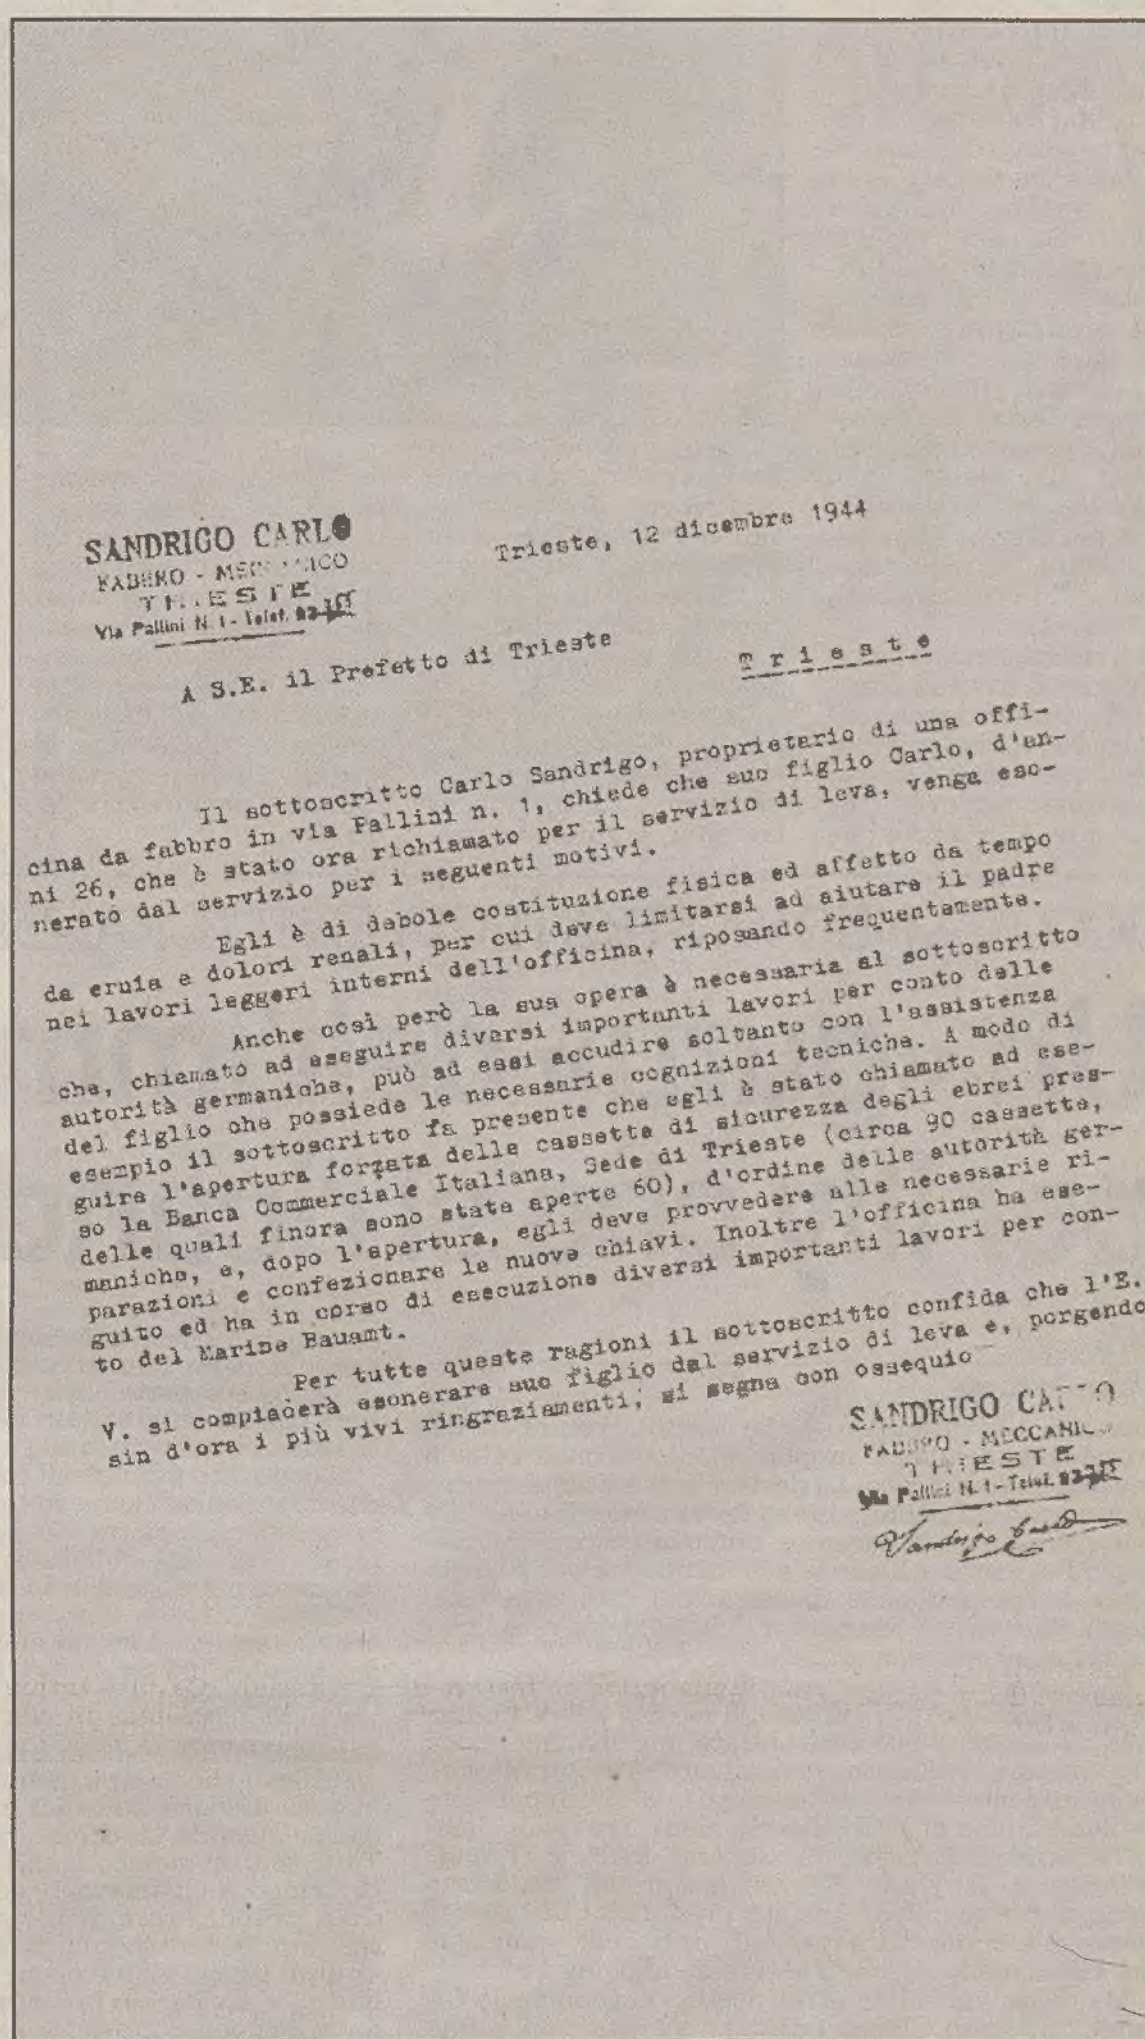 SANDRIGO CARLO
FABBRO - MECCANICO
TRIESTE
Via Pallini N. 1 - Telef.
Trieste, 12 dicembre 1944
A S.E. il Prefetto di Trieste
Trieste
Il sottoscritto Carlo Sandrigo, proprietario di una offi-
cina da fabbro in via Pallini n. 1, chiede che suo figlio Carlo, d'an-
ni 26, che è stato ora richiamato per il servizio di leva, venga eso-
nerato dal servizio per i seguenti motivi.
Egli è di debole costituzione fisica ed affetto da tempo
da ernia e dolori renali, per cui deve limitarsi ad aiutare il padre
nei lavori leggeri interni dell'officina, riposando frequentemente.
Anche così però la sua opera è necessaria al sottoscritto
che, chiamato ad eseguire diversi importanti lavori per conto delle
autorità germaniche, può ad essi accudire soltanto con l'assistenza
del figlio che possiede le necessarie cognizioni tecniche. A modo di
esempio il sottoscritto fa presente che egli è stato chiamato ad ese-
guire l'apertura forzata delle cassette di sicurezza degli ebrei pres-
so la Banca Commerciale Italiana, Sede di Trieste (circa 90 cassette,
delle quali finora sono state aperte 60), d'ordine delle autorità ger-
maniche, e, dopo l'apertura, egli deve provvedere alle necessarie ri-
parazioni e confezionare le nuove chiavi. Inoltre l'officina ha ese-
guito ed ha in corso di esecuzione diversi importanti lavori per con-
to del Marine Bauamt.
Per tutte queste ragioni il sottoscritto confida che l'E.
V. si compiacerà esonerare suo figlio dal servizio di leva e, porgendo
sin d'ora i più vivi ringraziamenti, si segna con ossequio
SANDRIGO CARLO
FABBRO - MECCANICO
TRIESTE
Via Pallini N. 1 - Telef.
Sandrigo Carlo